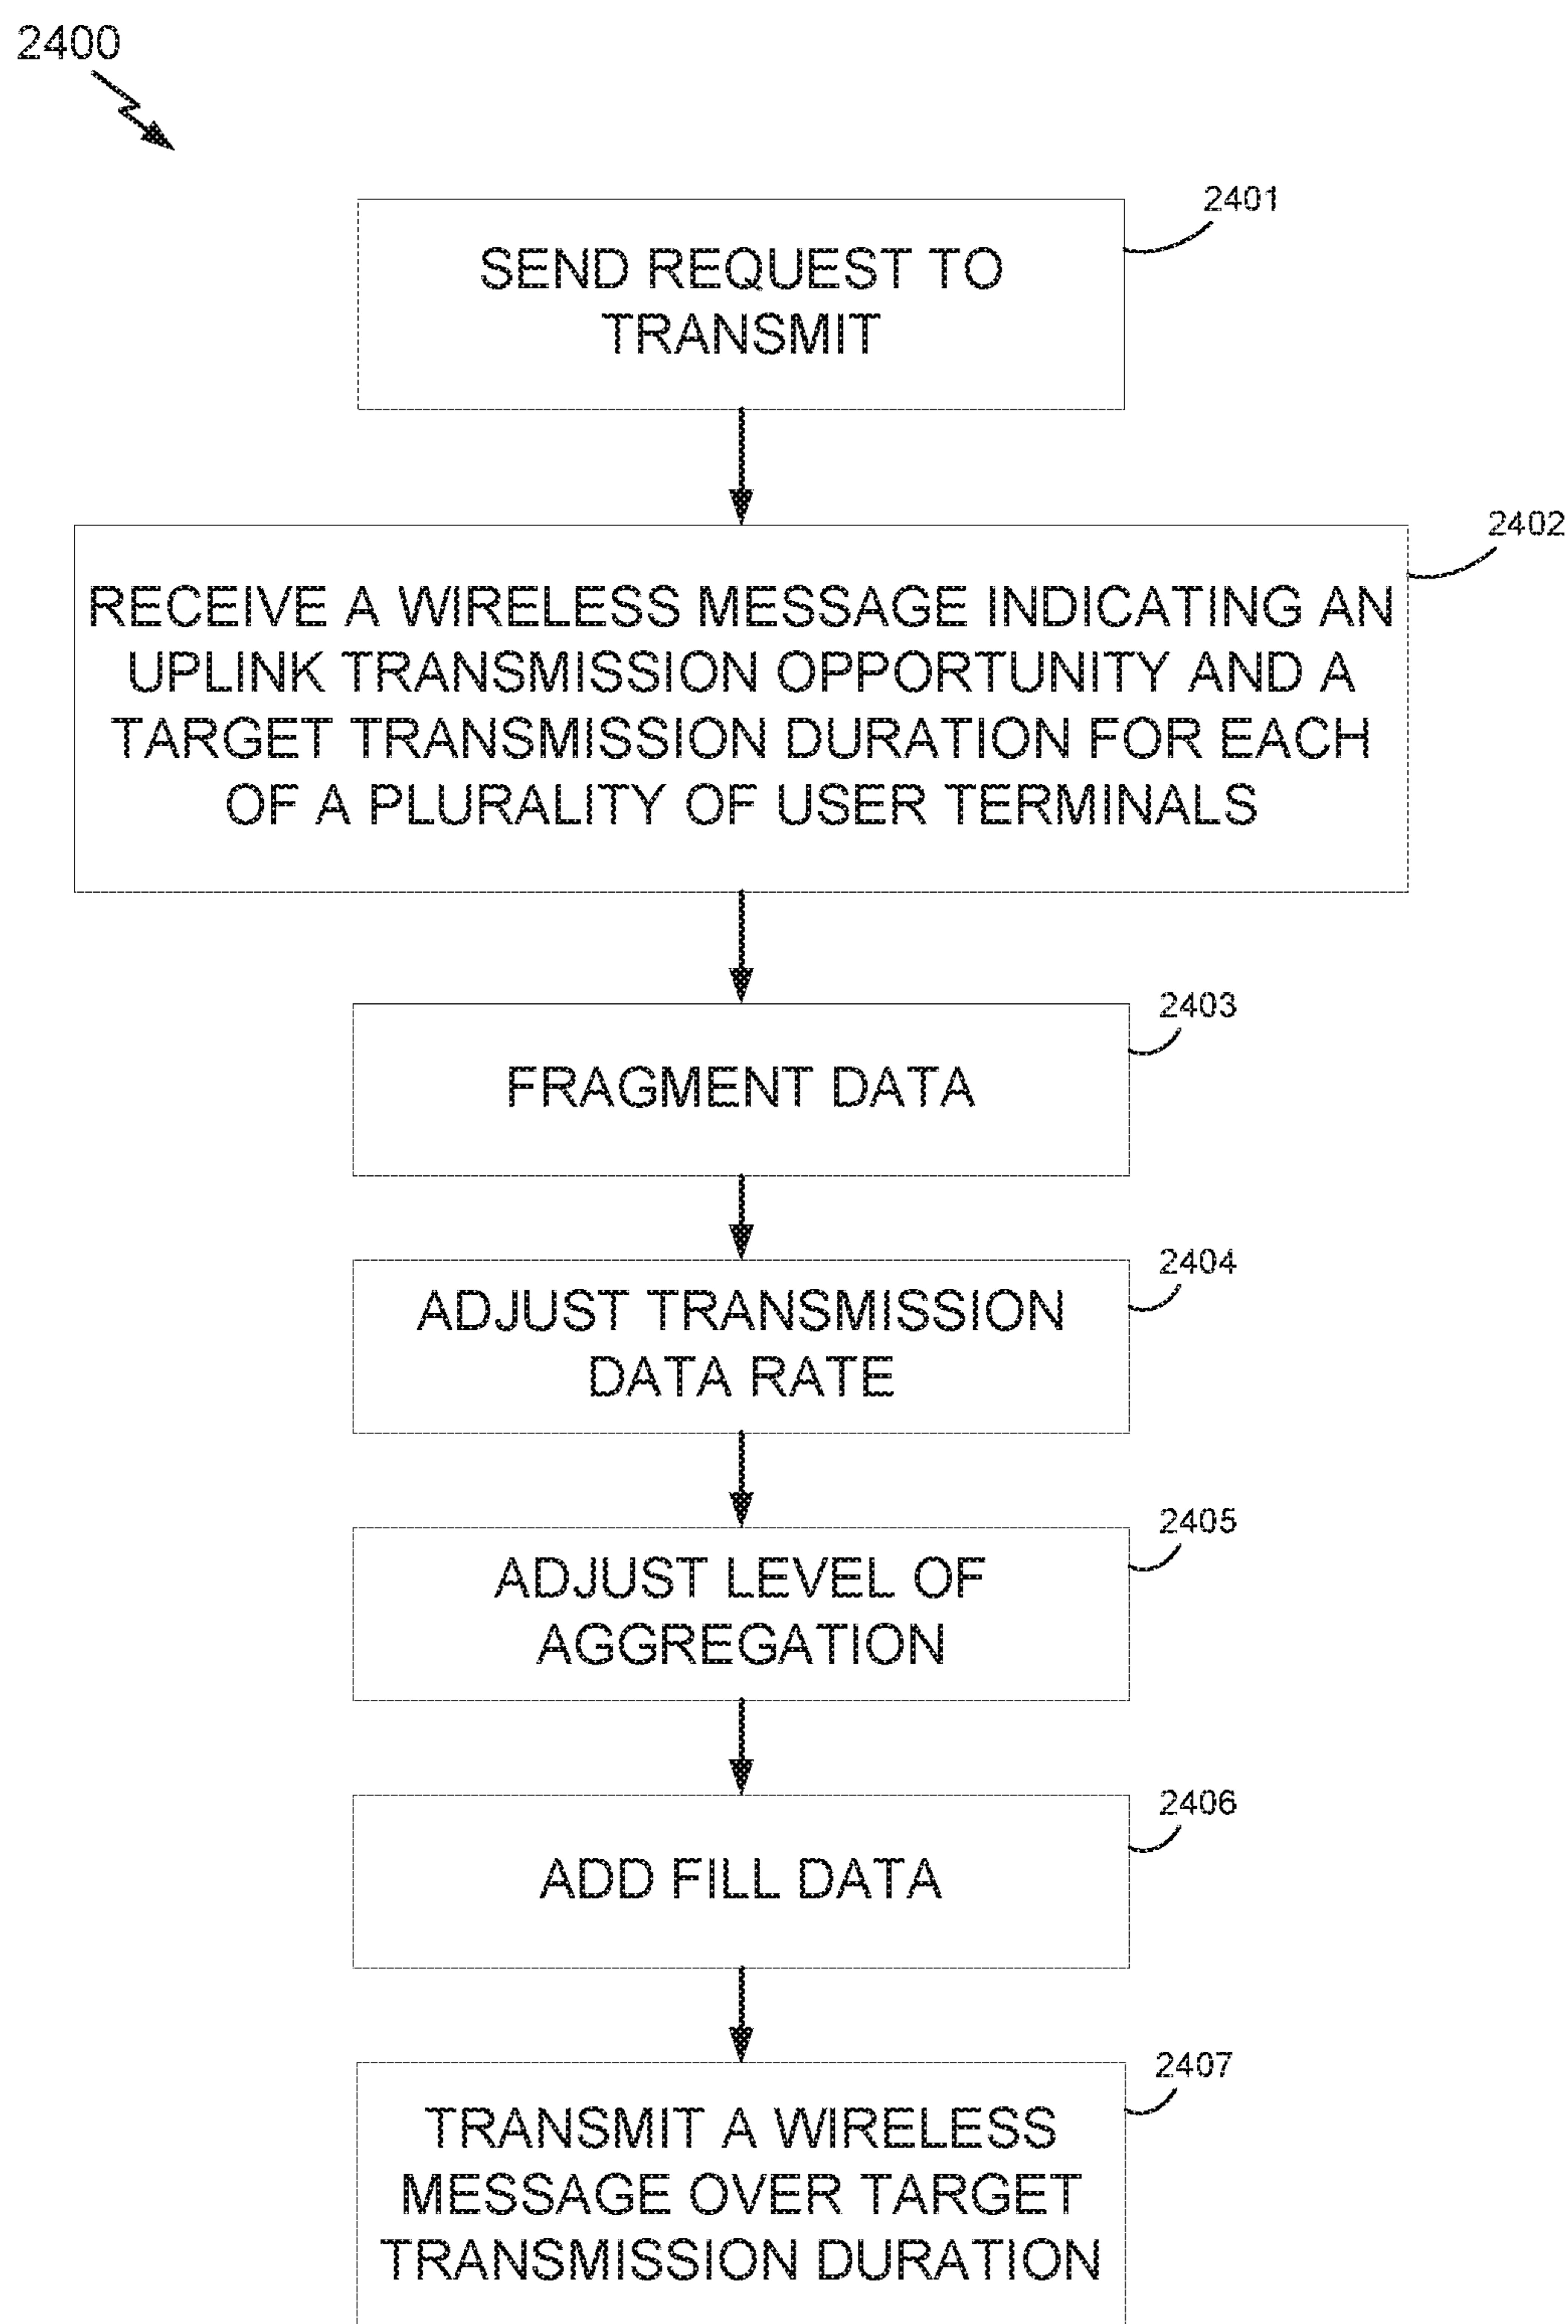 2400
2401
SEND REQUEST TO
TRANSMIT
2402
RECEIVE A WIRELESS MESSAGE INDICATING AN
UPLINK TRANSMISSION OPPORTUNITY AND A
TARGET TRANSMISSION DURATION FOR EACH
OF A PLURALITY OF USER TERMINALS
2403
FRAGMENT DATA
2404
ADJUST TRANSMISSION
DATA RATE
2405
ADJUST LEVEL OF
AGGREGATION
2406
ADD FILL DATA
2407
TRANSMIT A WIRELESS
MESSAGE OVER TARGET
TRANSMISSION DURATION